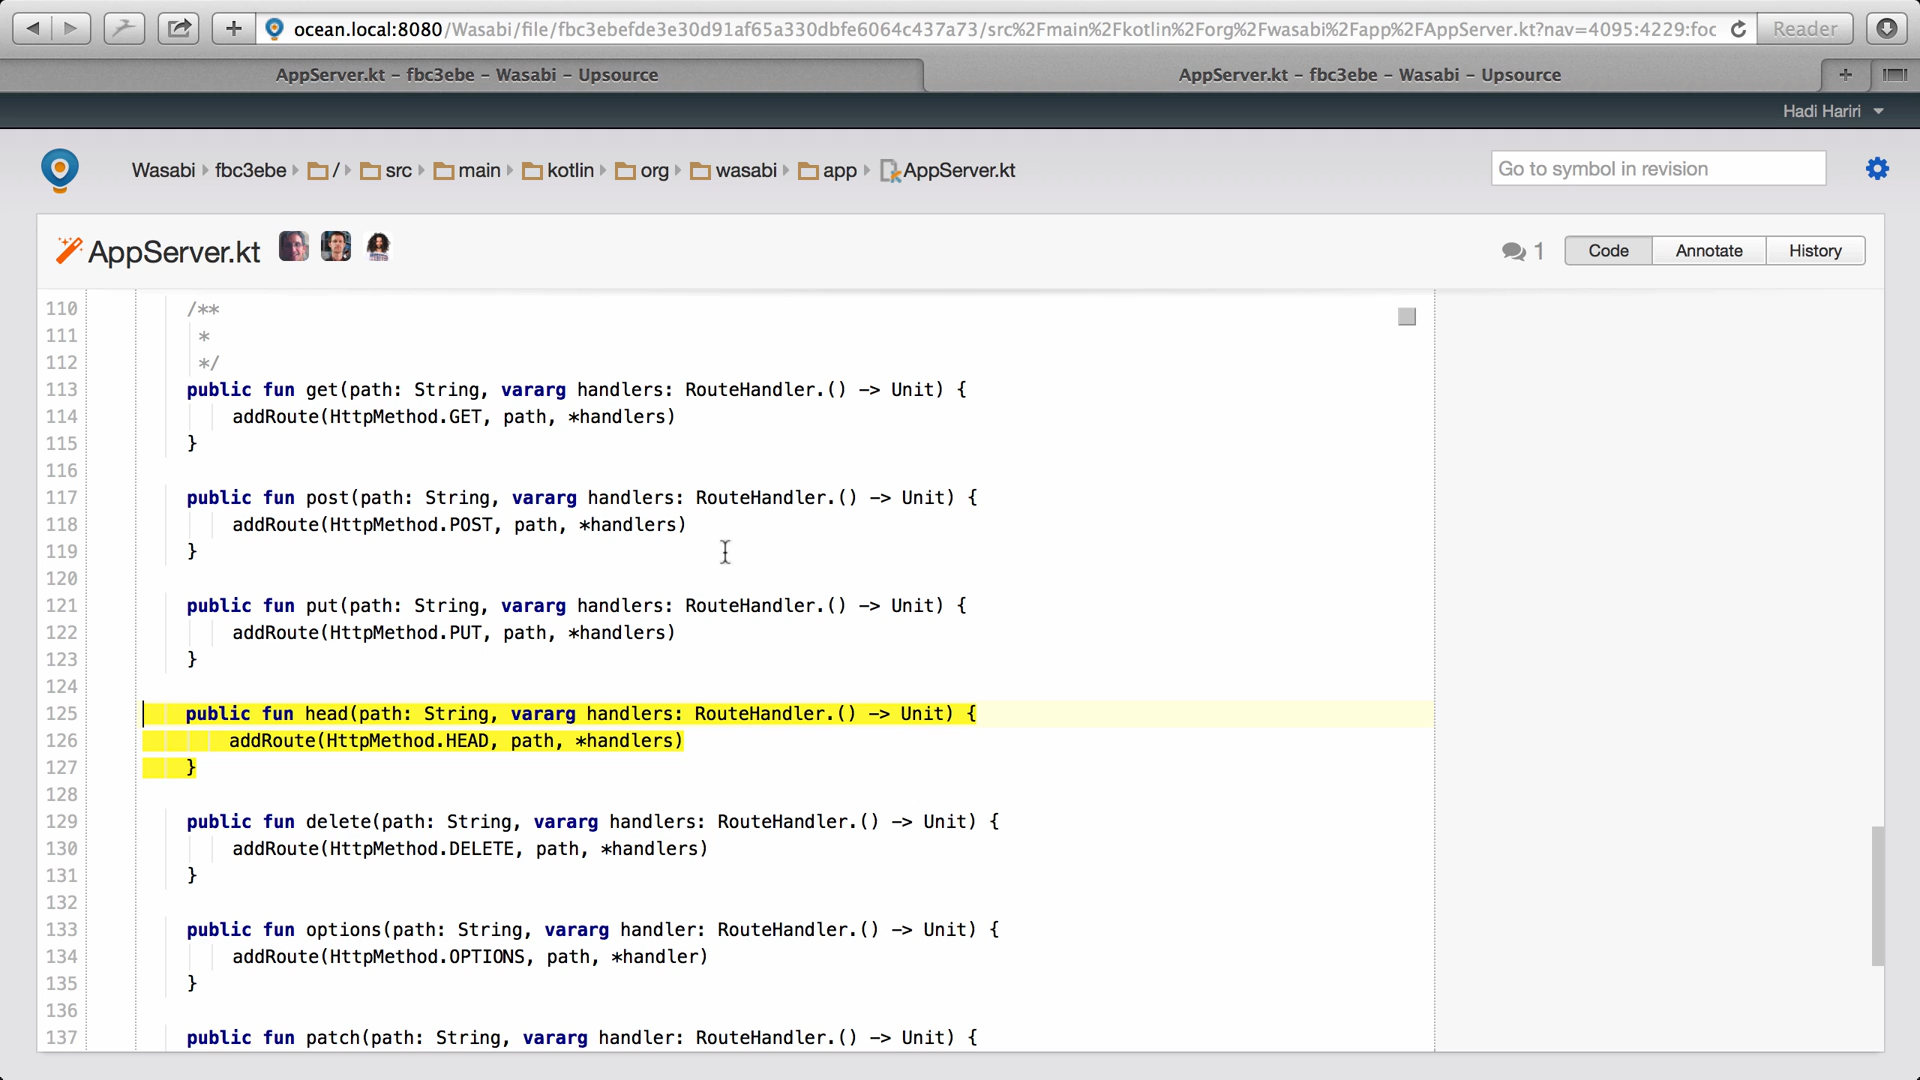 ocean.local:8080/Wasabi/file/fbc3ebefde3e30d91af65a330dbfe6064c437a73/src%2Fmain%2Fkotlin%2Forg%2Fwasabi%2Fapp%2FAppServer.kt?nav=4095:4229:foc
Reader
AppServer.kt – fbc3ebe – Wasabi – Upsource
AppServer.kt – fbc3ebe – Wasabi – Upsource
Hadi Hariri
Wasabi fbc3ebe / src main kotlin org wasabi app AppServer.kt
Go to symbol in revision
AppServer.kt
1
Code Annotate History
110 /**
111 *
112 */
113 public fun get(path: String, vararg handlers: RouteHandler.() -> Unit) {
114 addRoute(HttpMethod.GET, path, *handlers)
115 }
116
117 public fun post(path: String, vararg handlers: RouteHandler.() -> Unit) {
118 addRoute(HttpMethod.POST, path, *handlers)
119 }
120
121 public fun put(path: String, vararg handlers: RouteHandler.() -> Unit) {
122 addRoute(HttpMethod.PUT, path, *handlers)
123 }
124
125 public fun head(path: String, vararg handlers: RouteHandler.() -> Unit) {
126 addRoute(HttpMethod.HEAD, path, *handlers)
127 }
128
129 public fun delete(path: String, vararg handlers: RouteHandler.() -> Unit) {
130 addRoute(HttpMethod.DELETE, path, *handlers)
131 }
132
133 public fun options(path: String, vararg handler: RouteHandler.() -> Unit) {
134 addRoute(HttpMethod.OPTIONS, path, *handler)
135 }
136
137 public fun patch(path: String, vararg handler: RouteHandler.() -> Unit) {